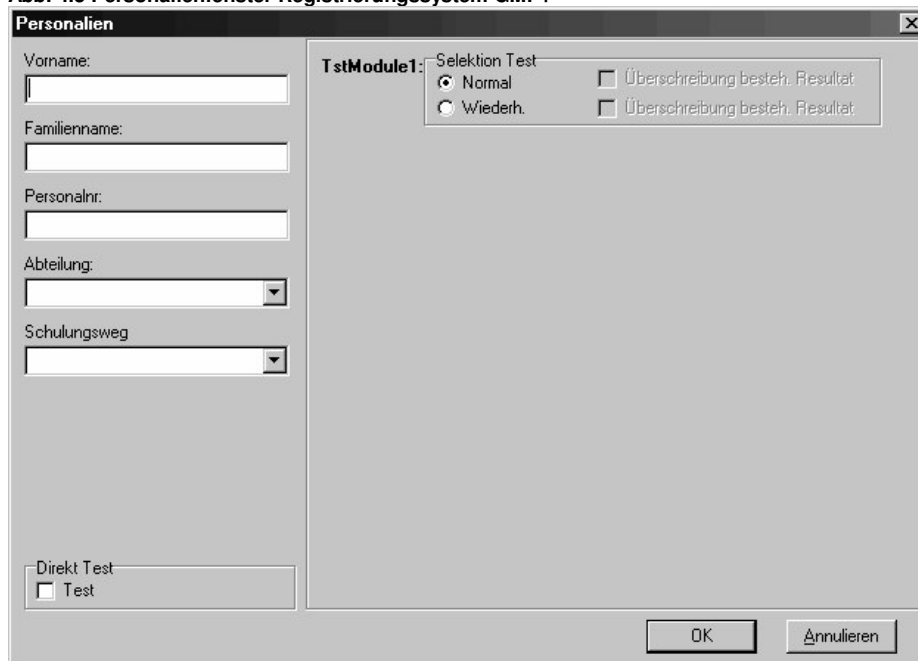 Personalien
Vorname:
Familienname:
Personalnr:
Abteilung:
Schulungsweg
Direkt Test
Test
TstModule1:
Selektion Test
Normal
Überschreibung besteh. Resultat
Wiederh.
Überschreibung besteh. Resultat
OK
Annulieren